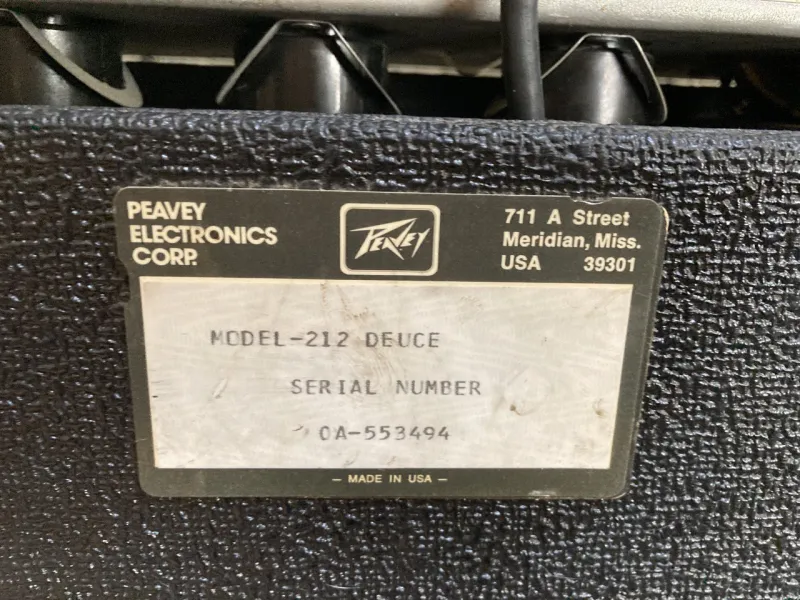 PEAVEY
ELECTRONICS
CORP.
PEAVEY
711 A Street
Meridian, Miss.
USA 39301
MODEL-212 DEUCE
SERIAL NUMBER
0A-553494
— MADE IN USA —